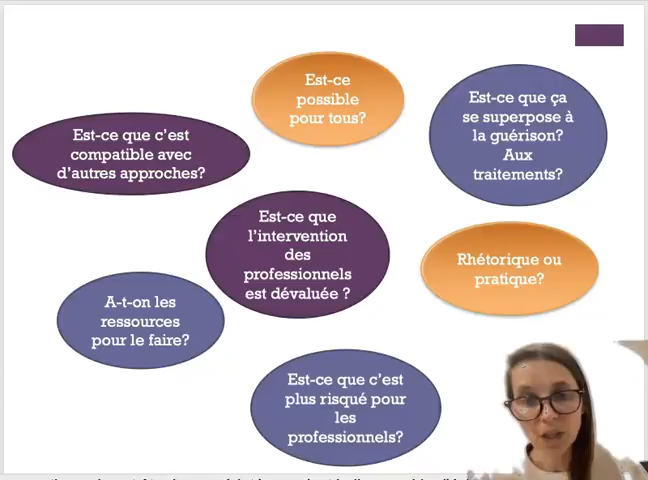 Est-ce
possible
pour tous?
Est-ce que ça
se superpose à
la guérison?
Aux
traitements?
Est-ce que c'est
compatible avec
d'autres approches?
Est-ce que
l'intervention
des
professionnels
est dévaluée ?
Rhétorique ou
pratique?
A-t-on les
ressources
pour le faire?
Est-ce que c'est
plus risqué pour
les
professionnels?